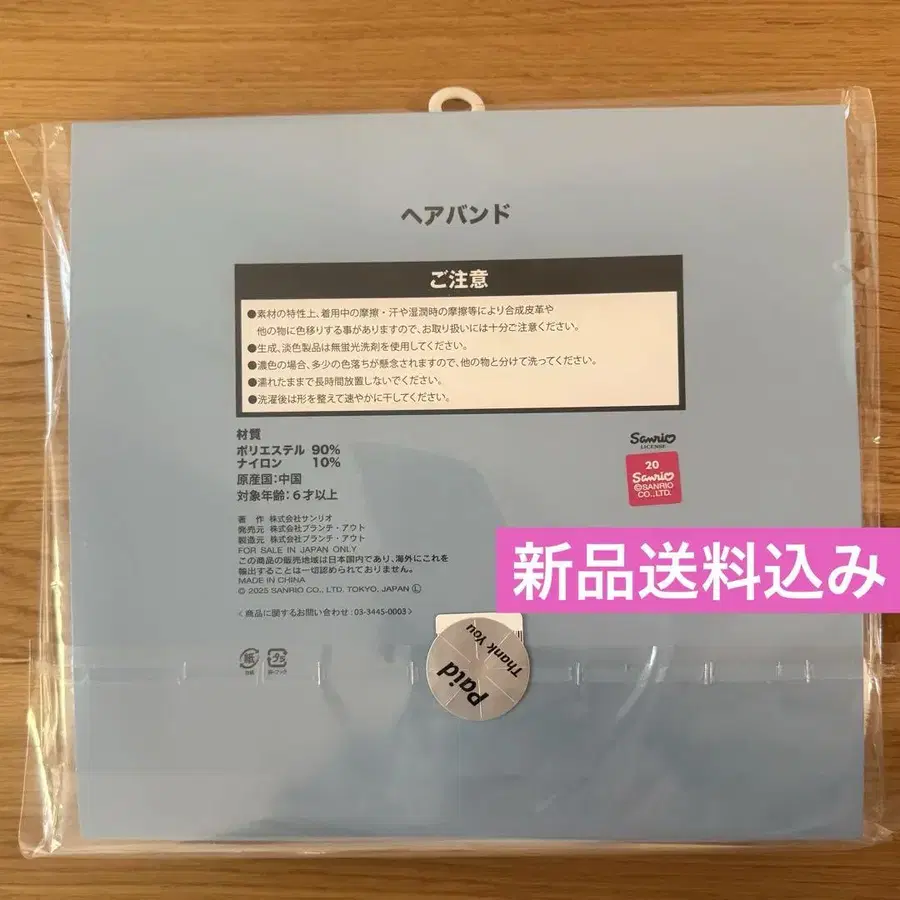 ヘアバンド
ご注意
●素材の特性上、着用中の摩擦・汗や湿潤時の摩擦等により合成皮革や
他の物に色移りする事がありますので、お取り扱いには十分ご注意ください。
●生成、淡色製品は無蛍光洗剤を使用してください。
●濃色の場合、多少の色落ちが懸念されますので、他の物と分けて洗ってください。
●濡れたままで長時間放置しないでください。
●洗濯後は形を整えて速やかに干してください。
材質
ポリエステル 90%
ナイロン 10%
原産国:中国
対象年齢:6才以上
Sanrio
LICENSE
20
Sanrio
©SANRIO
CO., LTD.
著 作 株式会社サンリオ
発売元 株式会社ブランチ・アウト
製造元 株式会社ブランチ・アウト
FOR SALE IN JAPAN ONLY
この商品の販売地域は日本国内であり、海外にこれを
輸出することは一切認められておりません。
MADE IN CHINA
© 2025 SANRIO CO., LTD. TOKYO, JAPAN Ⓛ
<商品に関するお問い合わせ:03-3445-0003>
新品送料込み
紙
プラ
Thank You
Paid